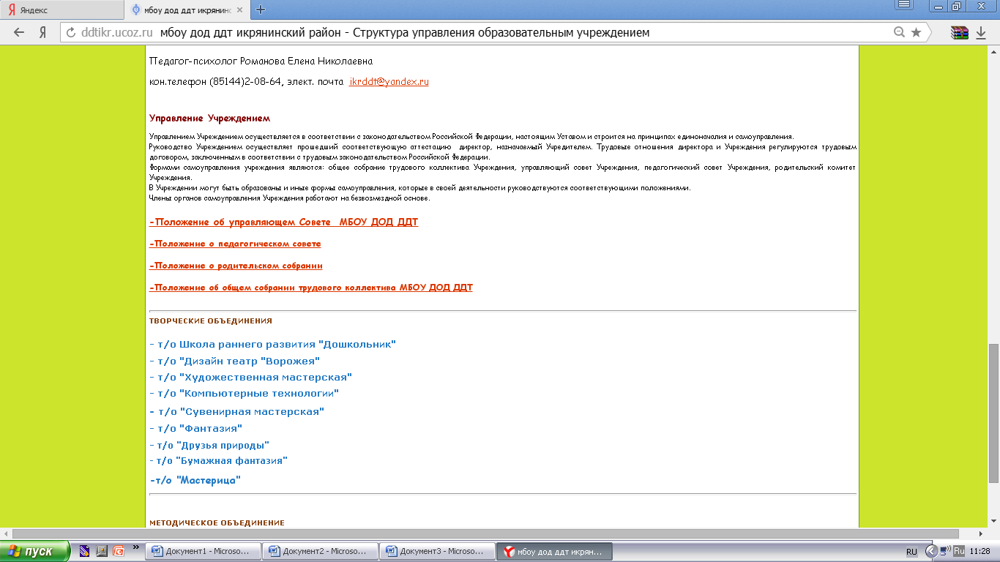 Яндекс
мбоу дод ддт икрянинс
ddtikr.ucoz.ru мбоу дод ддт икрянинский район - Структура управления образовательным учреждением
Педагог-психолог Романова Елена Николаевна
кон.телефон (85144)2-08-64, элект. почта ikrddt@yandex.ru
Управление Учреждением
Управлением Учреждением осуществляется в соответствии с законодательством Российской Федерации, настоящим Уставом и строится на принципах единоначалия и самоуправления.
Руководство Учреждением осуществляет прошедший соответствующую аттестацию директор, назначаемый Учредителем. Трудовые отношения директора и Учреждения регулируются трудовым
договором, заключенным в соответствии с трудовым законодательством Российской Федерации.
Формами самоуправления учреждения являются: общее собрание трудового коллектива Учреждения, управляющий совет Учреждения, педагогический совет Учреждения, родительский комитет
Учреждения.
В Учреждении могут быть образованы и иные формы самоуправления, которые в своей деятельности руководствуются соответствующими положениями.
Члены органов самоуправления Учреждения работают на безвозмездной основе.
-Положение об управляющем Совете МБОУ ДОД ДДТ
-Положение о педагогическом совете
-Положение о родительском собрании
-Положение об общем собрании трудового коллектива МБОУ ДОД ДДТ
ТВОРЧЕСКИЕ ОБЪЕДИНЕНИЯ
- т/о Школа раннего развития "Дошкольник"
- т/о "Дизайн театр "Ворожея"
- т/о "Художественная мастерская"
- т/о "Компьютерные технологии"
- т/о "Сувенирная мастерская"
- т/о "Фантазия"
- т/о "Друзья природы"
- т/о "Бумажная фантазия"
-т/о "Мастерица"
МЕТОДИЧЕСКОЕ ОБЪЕДИНЕНИЕ
пуск
»
Документ1 - Microso...
Документ2 - Microso...
Документ3 - Microso...
мбоу дод ддт икрян...
RU
Ru
11:28